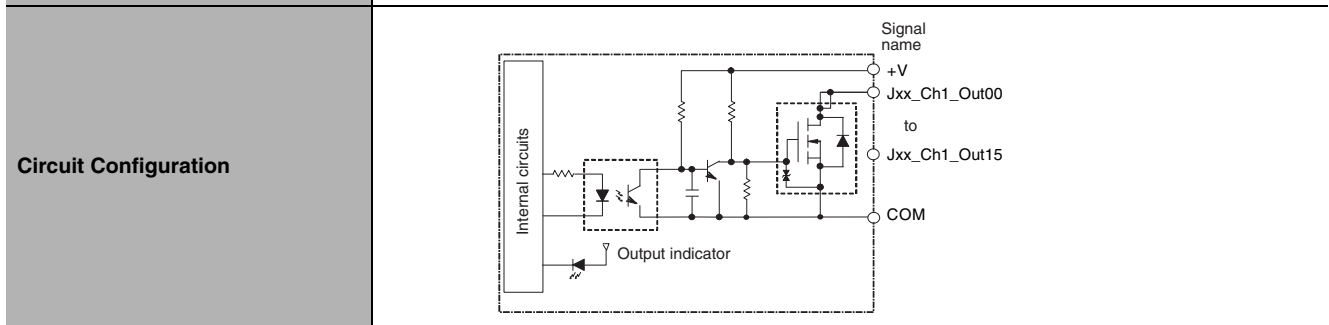 Circuit Configuration
Signal
name
+V
Jxx_Ch1_Out00
to
Jxx_Ch1_Out15
COM
Internal circuits
Output indicator